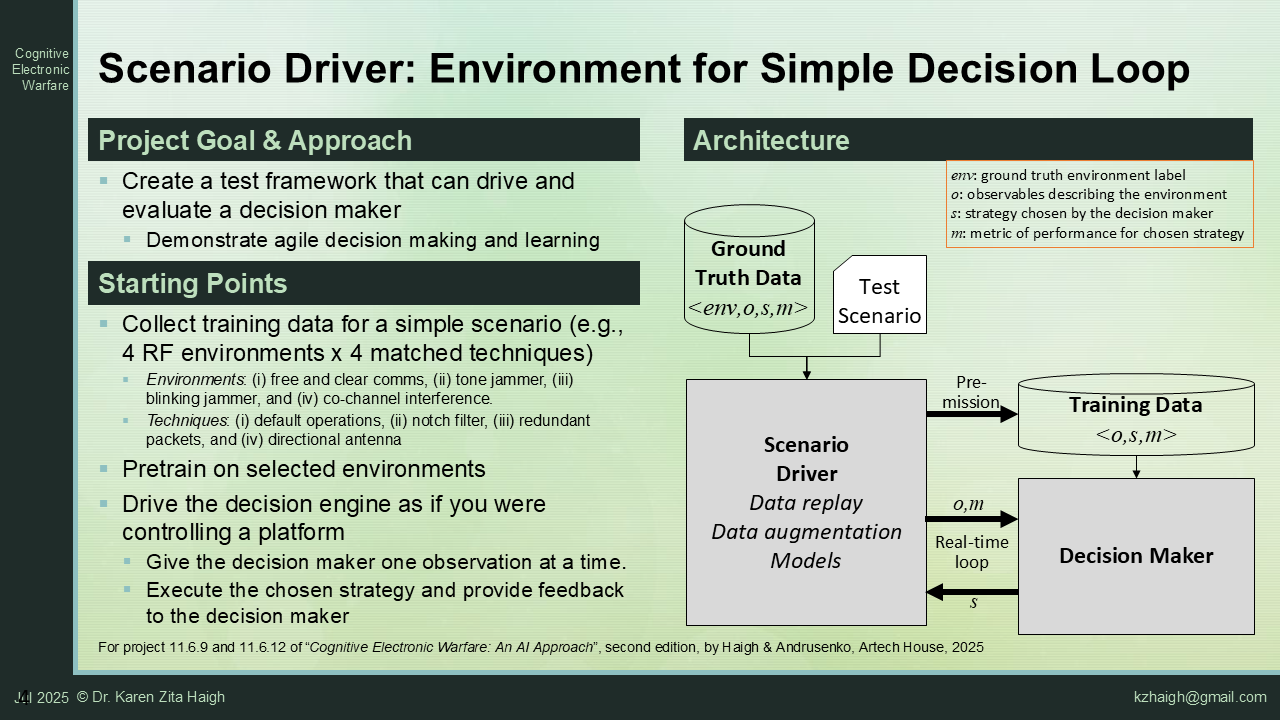 Cognitive
Electronic
Warfare
Scenario Driver: Environment for Simple Decision Loop
Project Goal & Approach
Create a test framework that can drive and
evaluate a decision maker
Demonstrate agile decision making and learning
Starting Points
Collect training data for a simple scenario (e.g.,
4 RF environments x 4 matched techniques)
Environments: (i) free and clear comms, (ii) tone jammer, (iii)
blinking jammer, and (iv) co-channel interference.
Techniques: (i) default operations, (ii) notch filter, (iii) redundant
packets, and (iv) directional antenna
Pretrain on selected environments
Drive the decision engine as if you were
controlling a platform
Give the decision maker one observation at a time.
Execute the chosen strategy and provide feedback
to the decision maker
Architecture
env: ground truth environment label
o: observables describing the environment
s: strategy chosen by the decision maker
m: metric of performance for chosen strategy
Ground
Truth Data
<env,o,s,m>
Test
Scenario
Scenario
Driver
Data replay
Data augmentation
Models
Pre-
mission
Training Data
<o,s,m>
o,m
Real-time
loop
s
Decision Maker
For project 11.6.9 and 11.6.12 of "Cognitive Electronic Warfare: An AI Approach", second edition, by Haigh & Andrusenko, Artech House, 2025
2025
© Dr. Karen Zita Haigh
kzhaigh@gmail.com